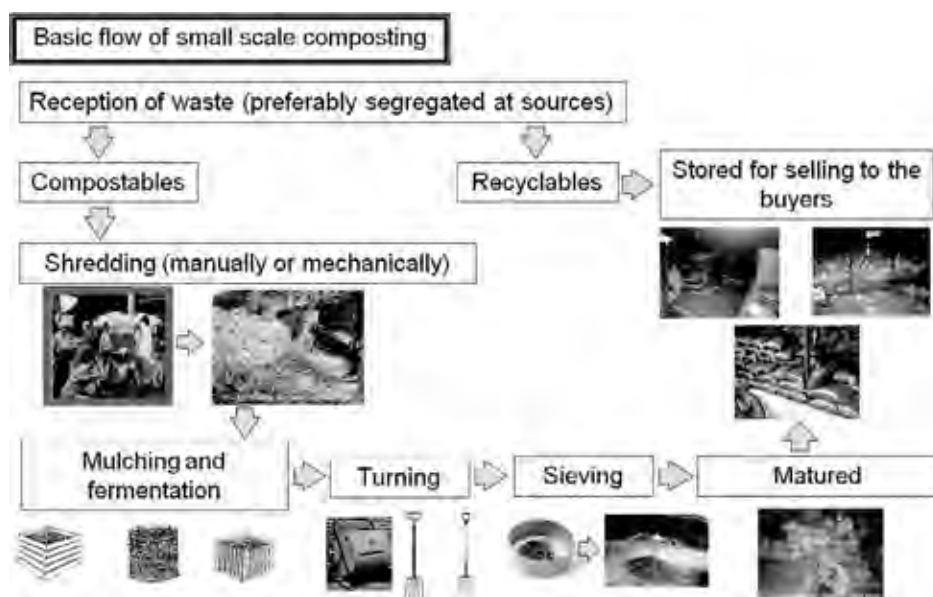 Basic flow of small scale composting
Reception of waste (preferably segregated at sources)
Compostables
Recyclables
Stored for selling to the
buyers
Shredding (manually or mechanically)
Mulching and
fermentation
Turning
Sieving
Matured